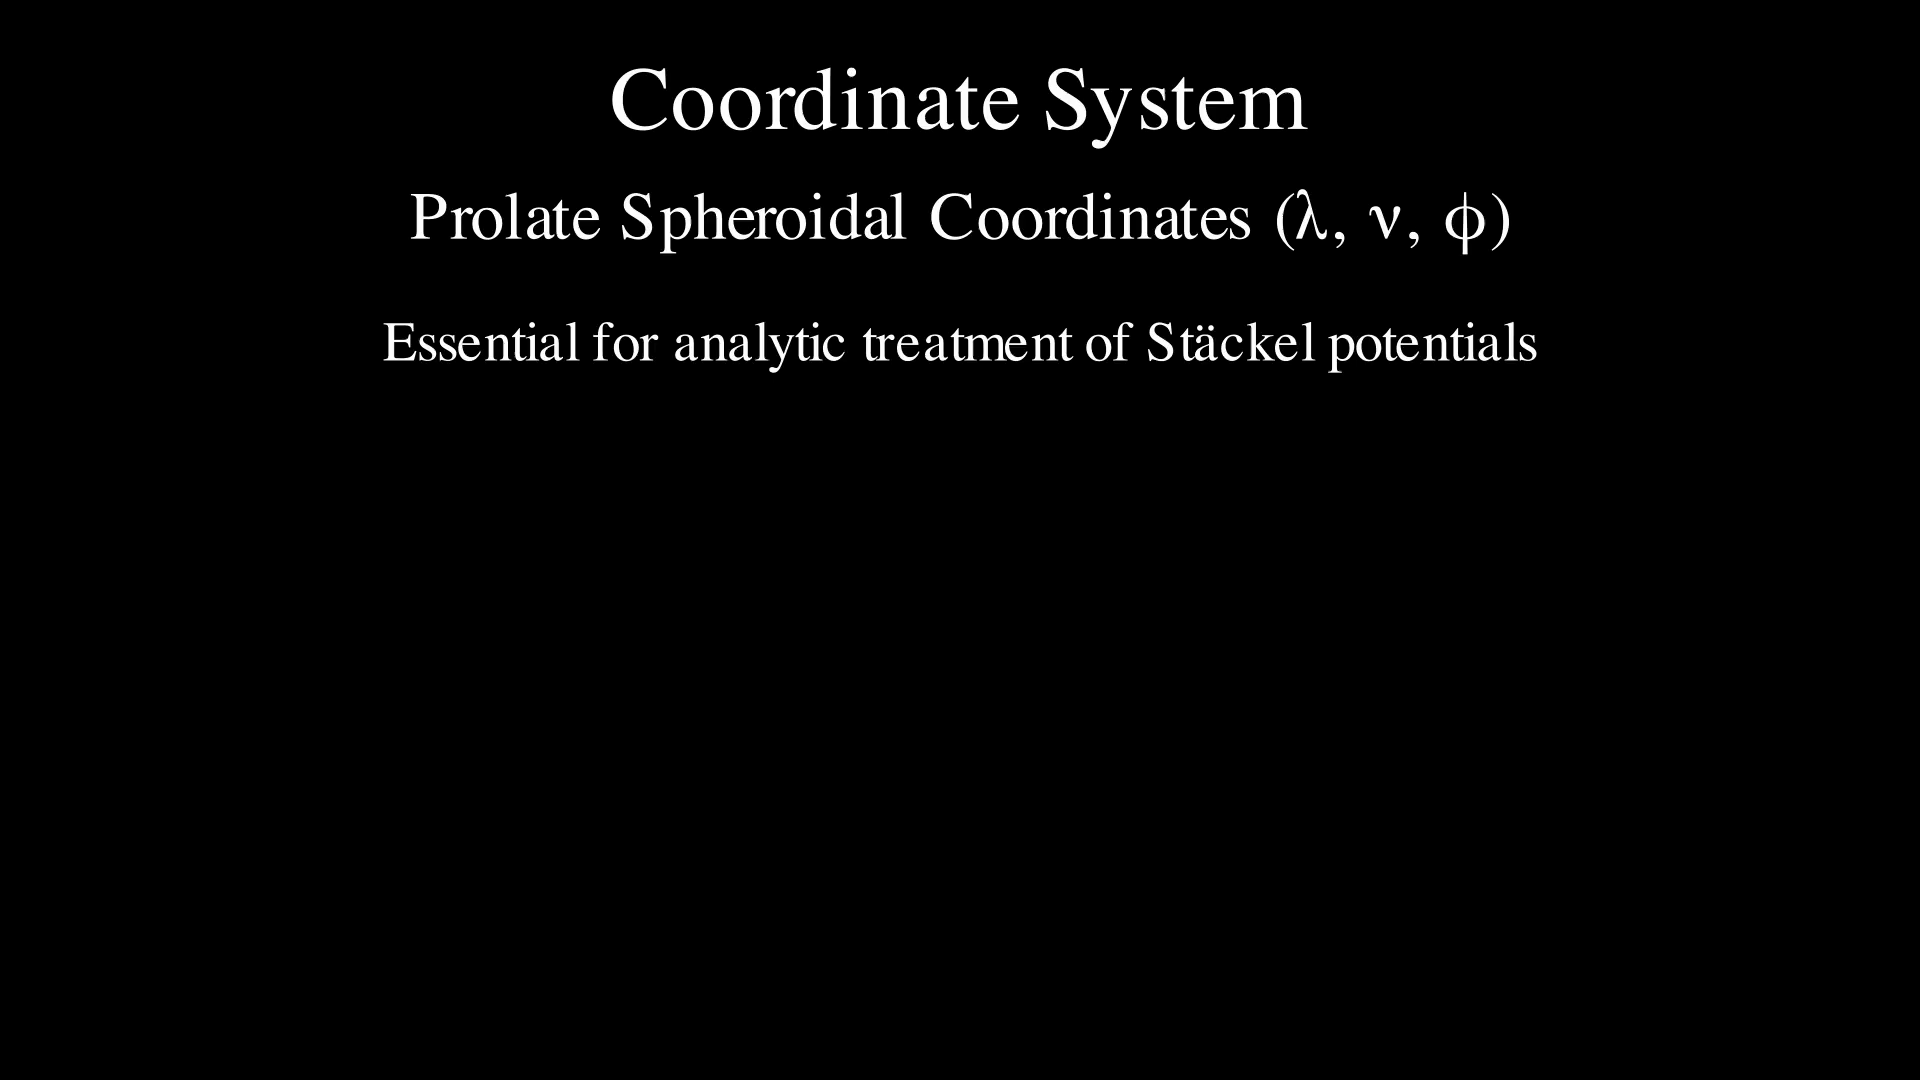 Coordinate System
Prolate Spheroidal Coordinates (λ, ν, ϕ)
Essential for analytic treatment of Stäckel potentials